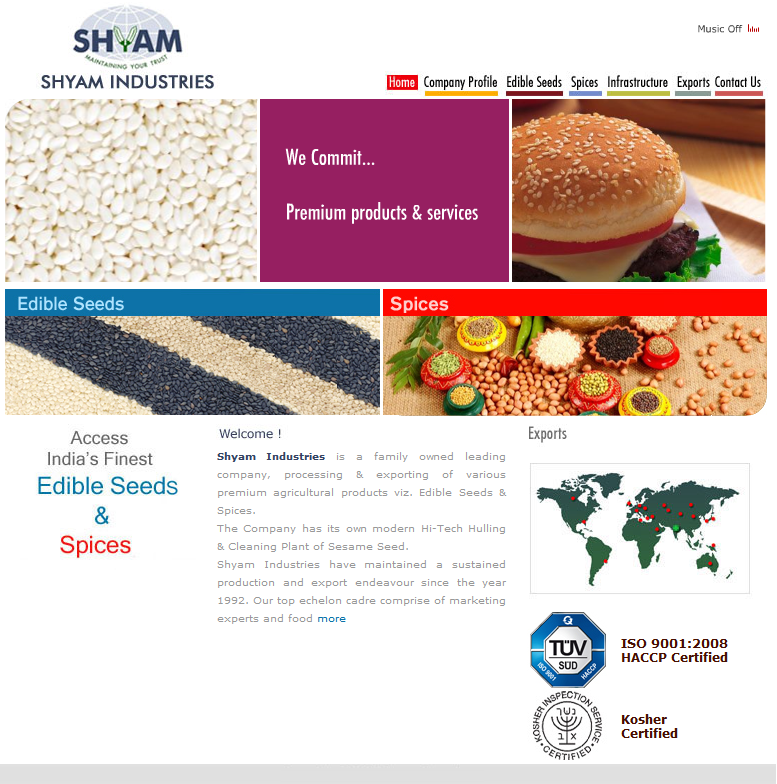 SHYAM
MAINTAINING YOUR TRUST
SHYAM INDUSTRIES
Music Off
Home Company Profile Edible Seeds Spices Infrastructure Exports Contact Us
We Commit...
Premium products & services
Edible Seeds
Spices
Access
India's Finest
Edible Seeds
&
Spices
Welcome !
Shyam Industries is a family owned leading
company, processing & exporting of various
premium agricultural products viz. Edible Seeds &
Spices.
The Company has its own modern Hi-Tech Hulling
& Cleaning Plant of Sesame Seed.
Shyam Industries have maintained a sustained
production and export endeavour since the year
1992. Our top echelon cadre comprise of marketing
experts and food more
Exports
TÜV
SÜD
ISO 9001
HACCP
ISO 9001:2008
HACCP Certified
KOSHER INSPECTION SERVICE
CERTIFIED
Kosher
Certified